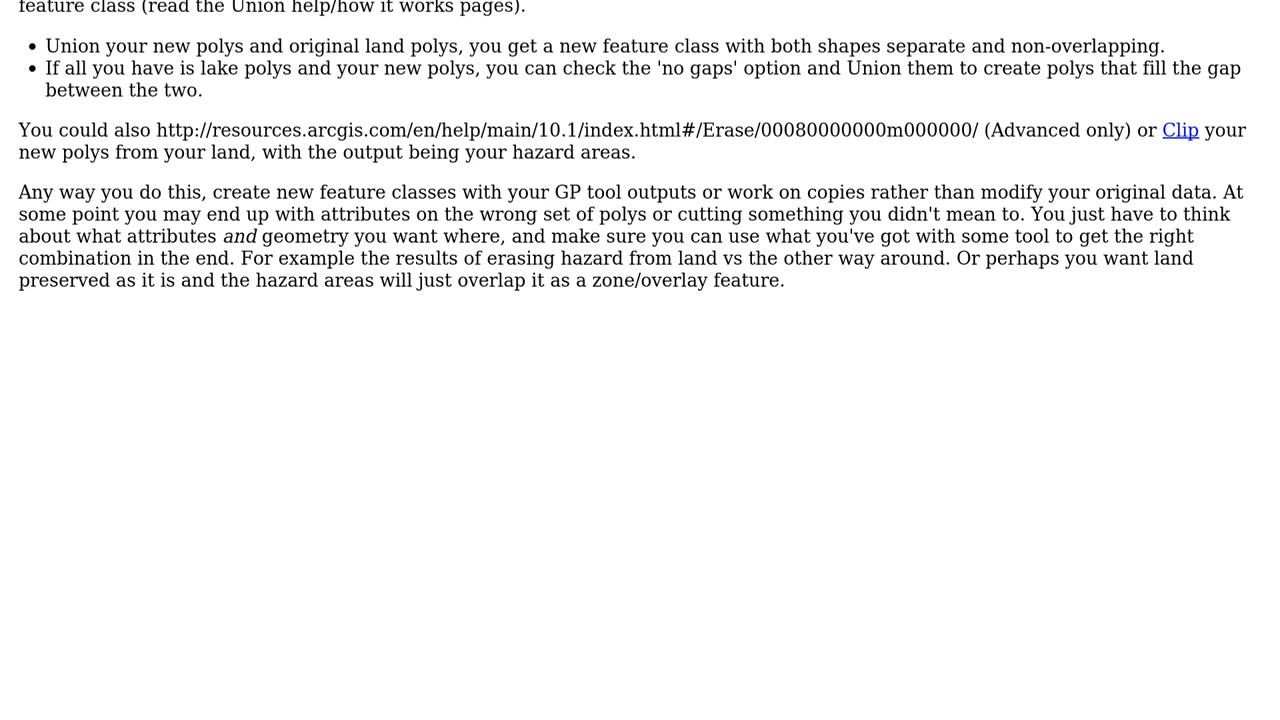 feature class (read the Union help/how it works pages).
• Union your new polys and original land polys, you get a new feature class with both shapes separate and non-overlapping.
• If all you have is lake polys and your new polys, you can check the 'no gaps' option and Union them to create polys that fill the gap
between the two.
You could also http://resources.arcgis.com/en/help/main/10.1/index.html#/Erase/00080000000m000000/ (Advanced only) or Clip your
new polys from your land, with the output being your hazard areas.
Any way you do this, create new feature classes with your GP tool outputs or work on copies rather than modify your original data. At
some point you may end up with attributes on the wrong set of polys or cutting something you didn't mean to. You just have to think
about what attributes and geometry you want where, and make sure you can use what you've got with some tool to get the right
combination in the end. For example the results of erasing hazard from land vs the other way around. Or perhaps you want land
preserved as it is and the hazard areas will just overlap it as a zone/overlay feature.